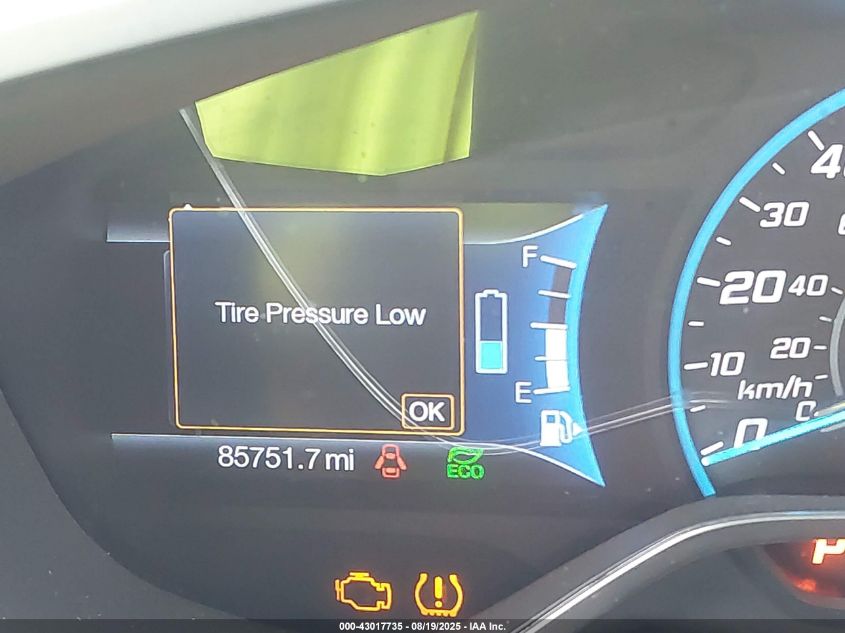 Tire Pressure Low
OK
F
E
85751.7 mi
ECO
30
20
10
0
40
20
km/h
P
000-43017735 - 08/19/2025 - IAA Inc.